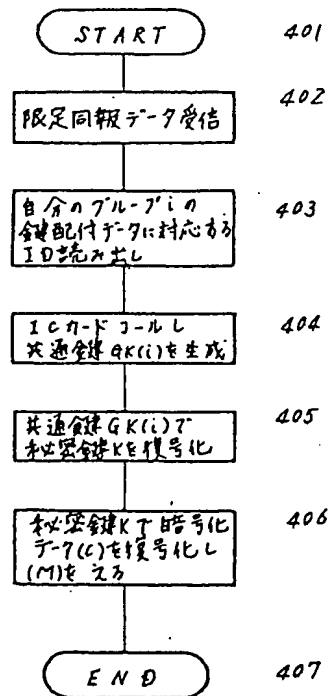 START 401
402
限定同報データ受信
自分のグループiの 403
鍵配付データに対応する
ID読み出し
ICカードコールし 404
共通鍵GK(i)を生成
共通鍵GK(i)で 405
秘密鍵Kを復号化
秘密鍵Kで暗号化 406
データ(C)を復号化し
(M)をえる
END 407